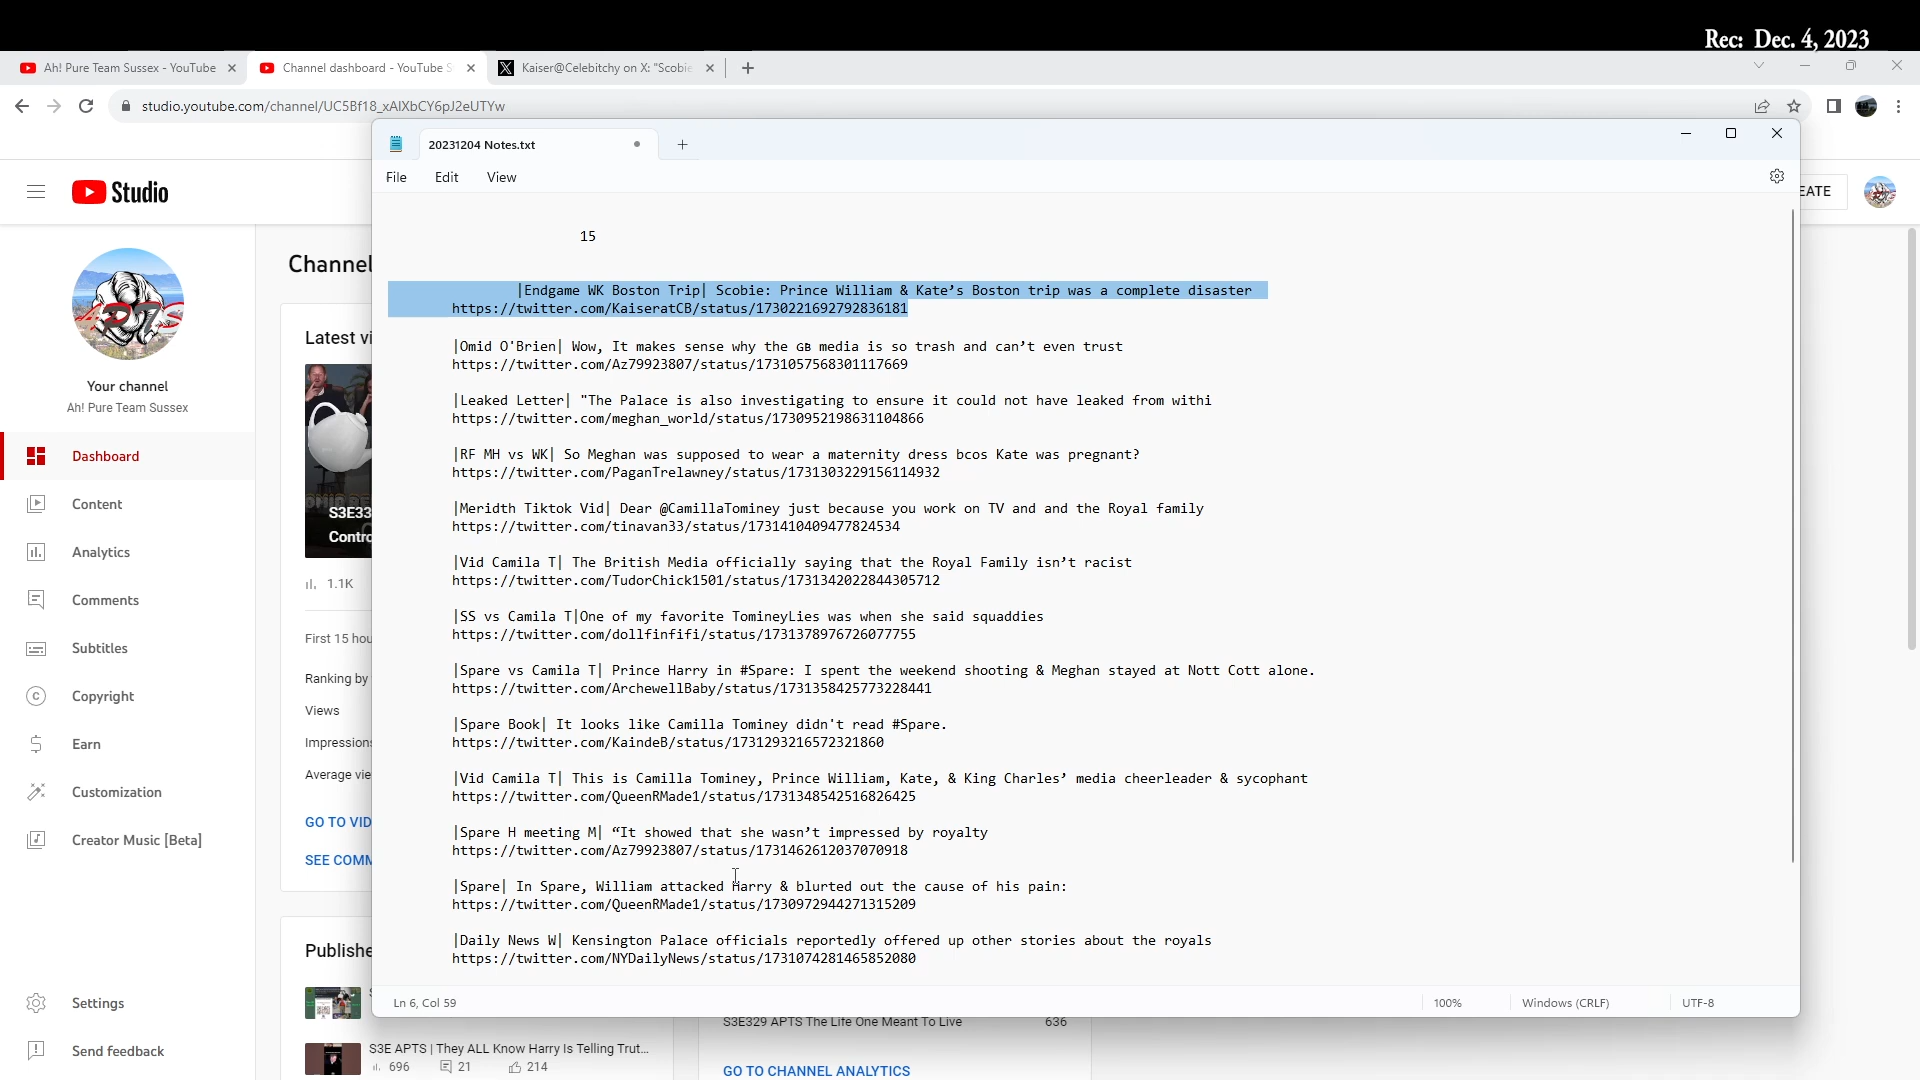 Rec: Dec. 4, 2023
Ah! Pure Team Sussex - YouTube
Channel dashboard - YouTube S
Kaiser@Celebitchy on X: "Scobie
studio.youtube.com/channel/UC5Bf18_xAIXbCY6pJ2eUTYw
20231204 Notes.txt
File Edit View
Studio
EATE
15
|Endgame WK Boston Trip| Scobie: Prince William & Kate’s Boston trip was a complete disaster
https://twitter.com/KaiseratCB/status/1730221692792836181
|Omid O'Brien| Wow, It makes sense why the GB media is so trash and can’t even trust
https://twitter.com/Az79923807/status/1731057568301117669
|Leaked Letter| "The Palace is also investigating to ensure it could not have leaked from withi
https://twitter.com/meghan_world/status/1730952198631104866
|RF MH vs WK| So Meghan was supposed to wear a maternity dress bcos Kate was pregnant?
https://twitter.com/PaganTrelawney/status/1731303229156114932
|Meridth Tiktok Vid| Dear @CamillaTominey just because you work on TV and and the Royal family
https://twitter.com/tinavan33/status/1731410409477824534
|Vid Camila T| The British Media officially saying that the Royal Family isn’t racist
https://twitter.com/TudorChick1501/status/1731342022844305712
|SS vs Camila T|One of my favorite TomineyLies was when she said squaddies
https://twitter.com/dollfinfifi/status/1731378976726077755
|Spare vs Camila T| Prince Harry in #Spare: I spent the weekend shooting & Meghan stayed at Nott Cott alone.
https://twitter.com/ArchewellBaby/status/1731358425773228441
|Spare Book| It looks like Camilla Tominey didn't read #Spare.
https://twitter.com/KaindeB/status/1731293216572321860
|Vid Camila T| This is Camilla Tominey, Prince William, Kate, & King Charles’ media cheerleader & sycophant
https://twitter.com/QueenRMade1/status/1731348542516826425
|Spare H meeting M| “It showed that she wasn’t impressed by royalty
https://twitter.com/Az79923807/status/1731462612037070918
|Spare| In Spare, William attacked Harry & blurted out the cause of his pain:
https://twitter.com/QueenRMade1/status/1730972944271315209
|Daily News W| Kensington Palace officials reportedly offered up other stories about the royals
https://twitter.com/NYDailyNews/status/1731074281465852080
Ln 6, Col 59
100%
Windows (CRLF)
UTF-8
Your channel
Ah! Pure Team Sussex
Dashboard
Content
Analytics
Comments
Subtitles
Copyright
Earn
Customization
Creator Music [Beta]
Settings
Send feedback
Channel
Latest vi
S3E33
Contro
1.1K
First 15 hou
Ranking by
Views
Impressions
Average vie
GO TO VID
SEE COMM
Publishe
S3E APTS | They ALL Know Harry Is Telling Trut...
696 21 214
S3E329 APTS The Life One Meant To Live 636
GO TO CHANNEL ANALYTICS